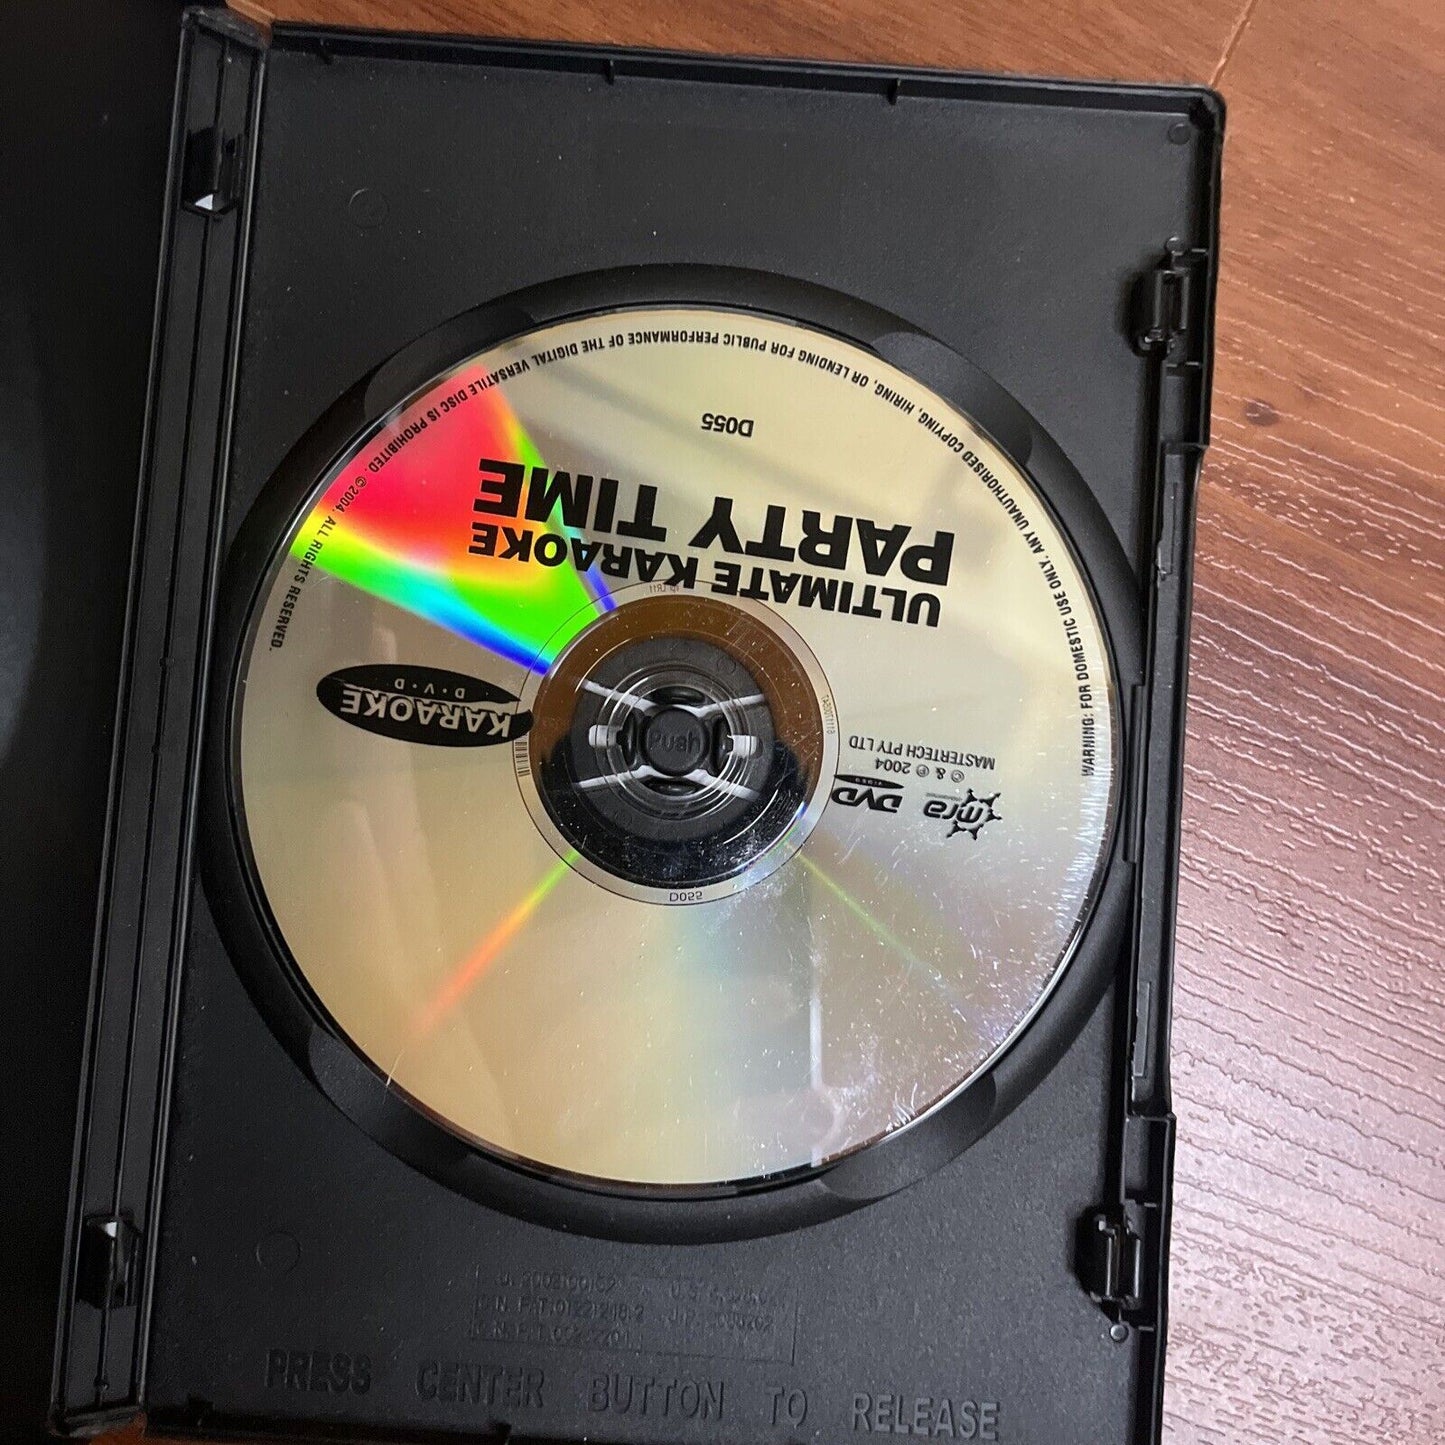 ULTIMATE KARAOKE
PARTY TIME
D055
KARAOKE
D·V·D
mra
DVD
VIDEO
© & ℗ 2004
MASTERTECH PTY LTD
WARNING: FOR DOMESTIC USE ONLY. ANY UNAUTHORISED COPYING, HIRING, OR LENDING FOR PUBLIC PERFORMANCE OF THE DIGITAL VERSATILE DISC IS PROHIBITED. ©2004. ALL RIGHTS RESERVED.
Push
D055
PRESS CENTER BUTTON TO RELEASE